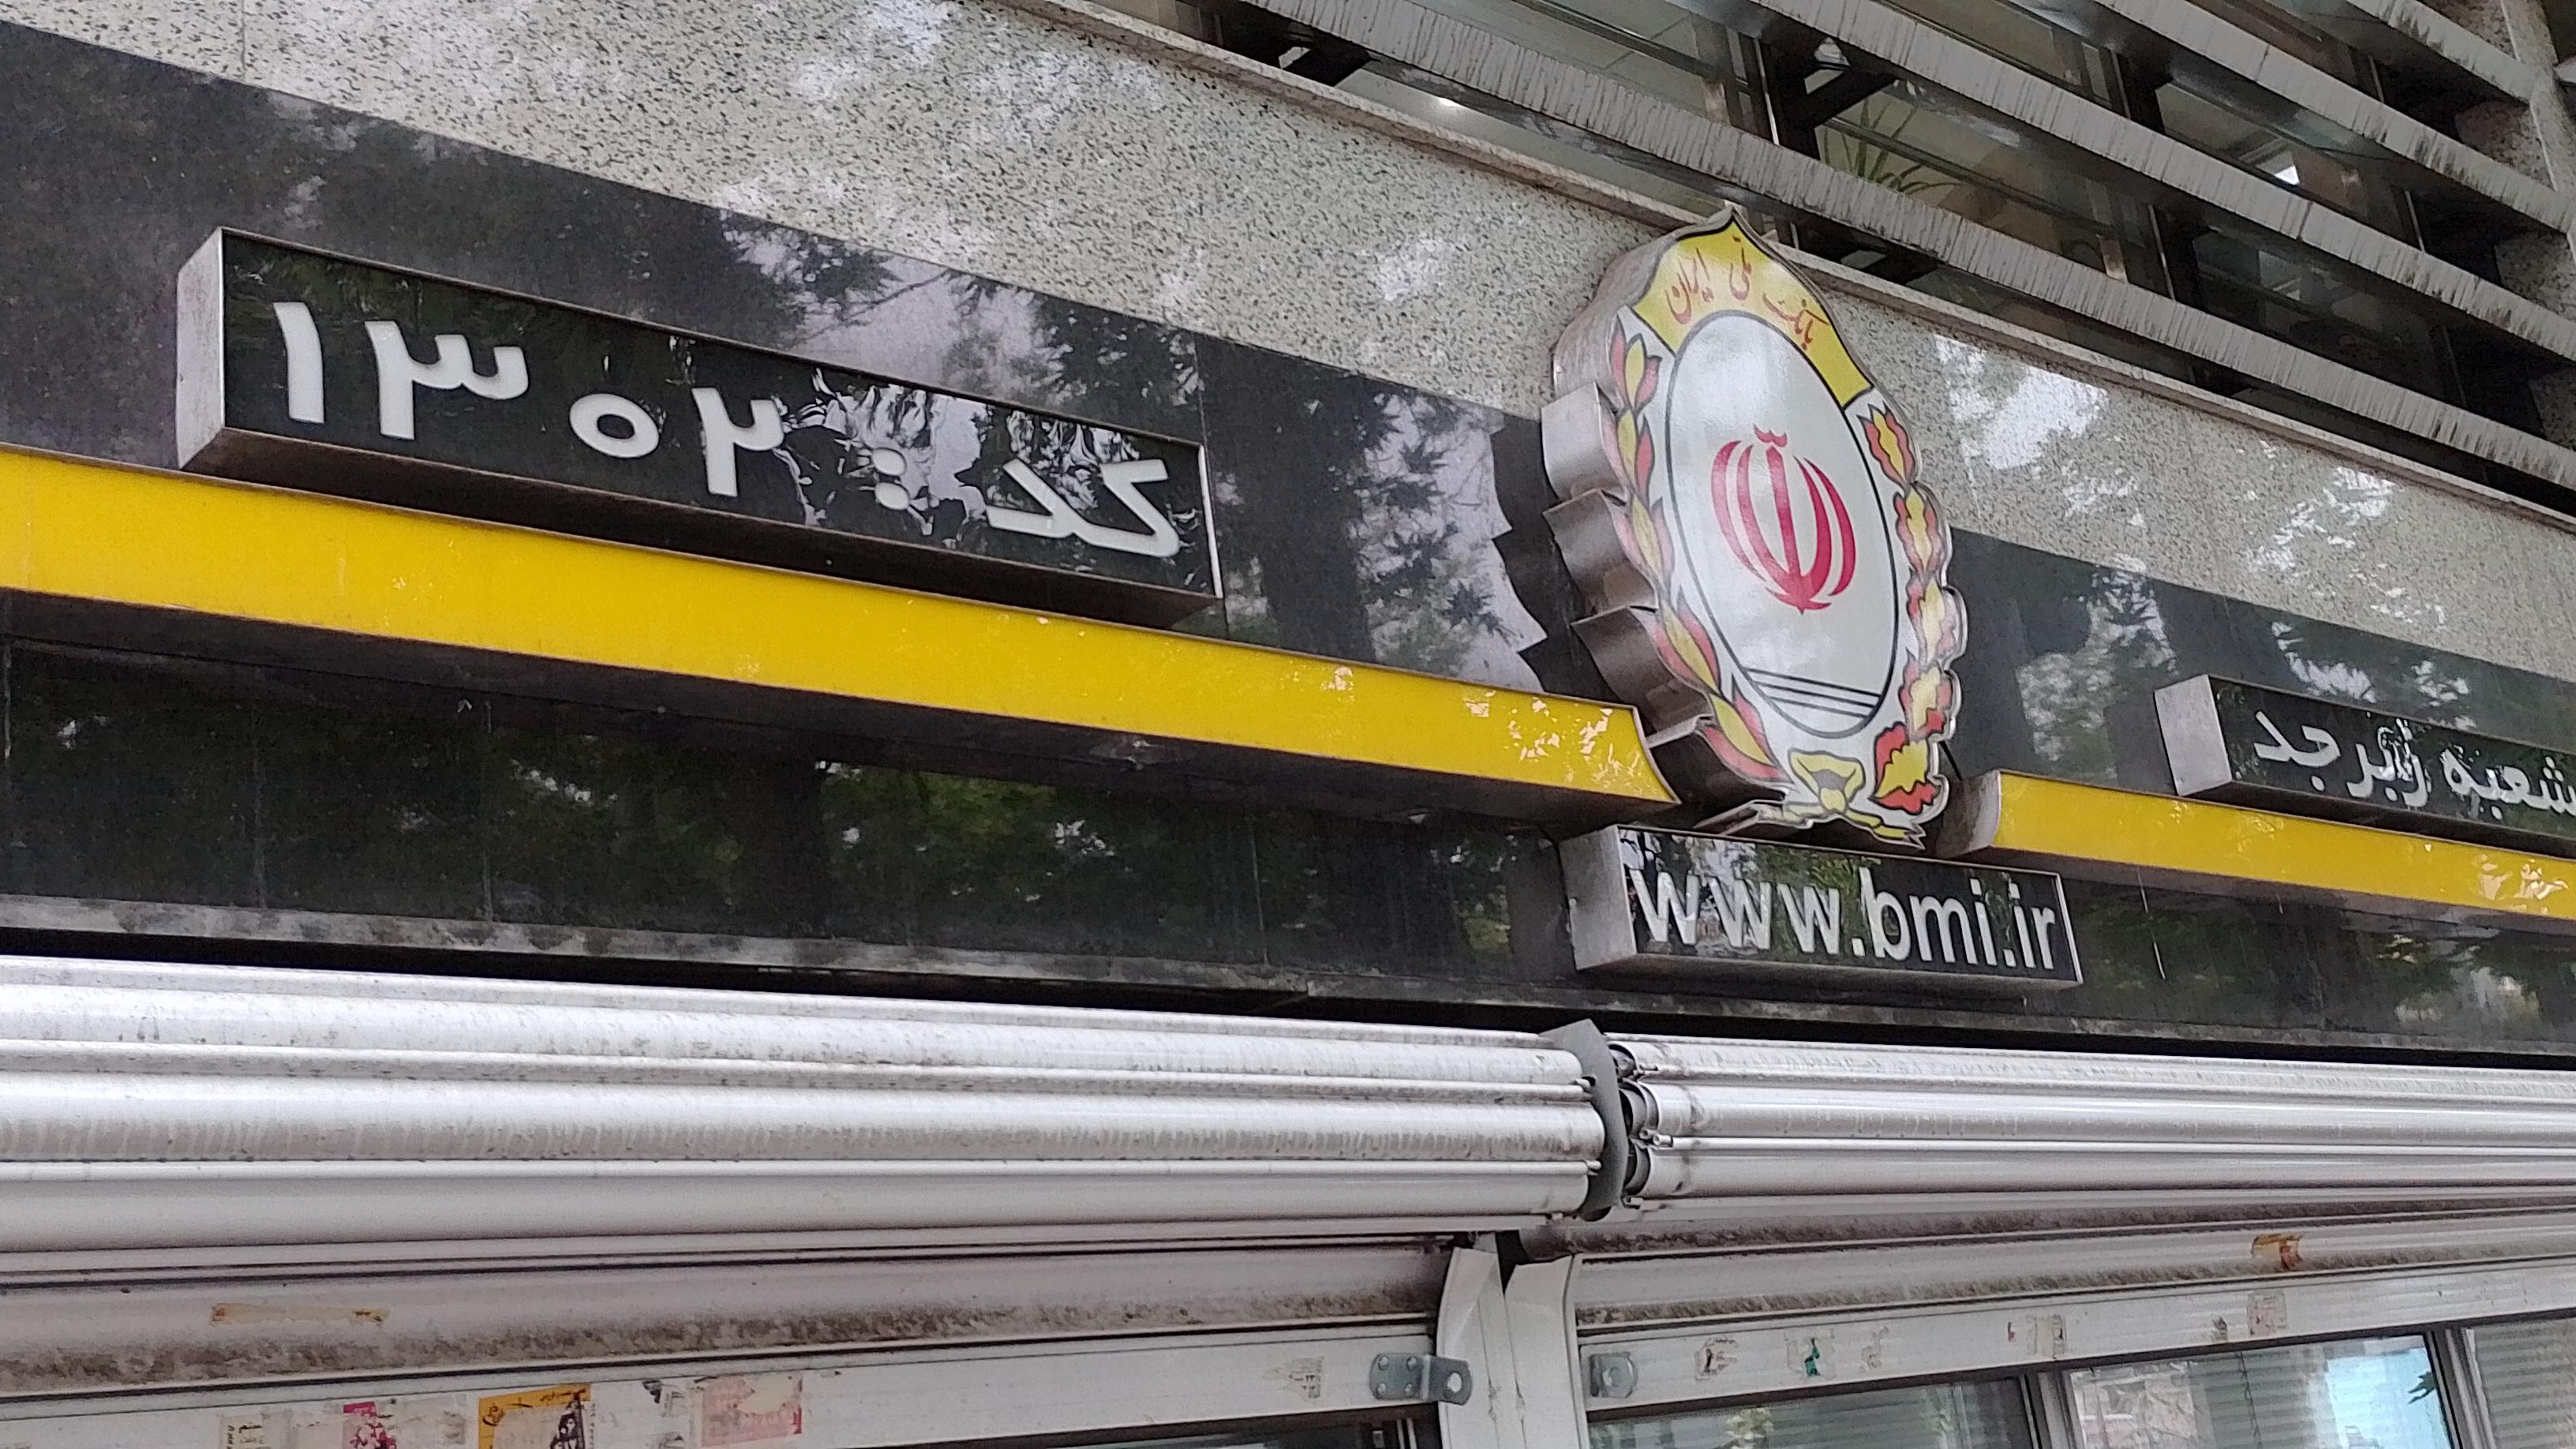 بانک ملی ایران
شعبه زبرجد
کد : ۱۳۰۲
www.bmi.ir